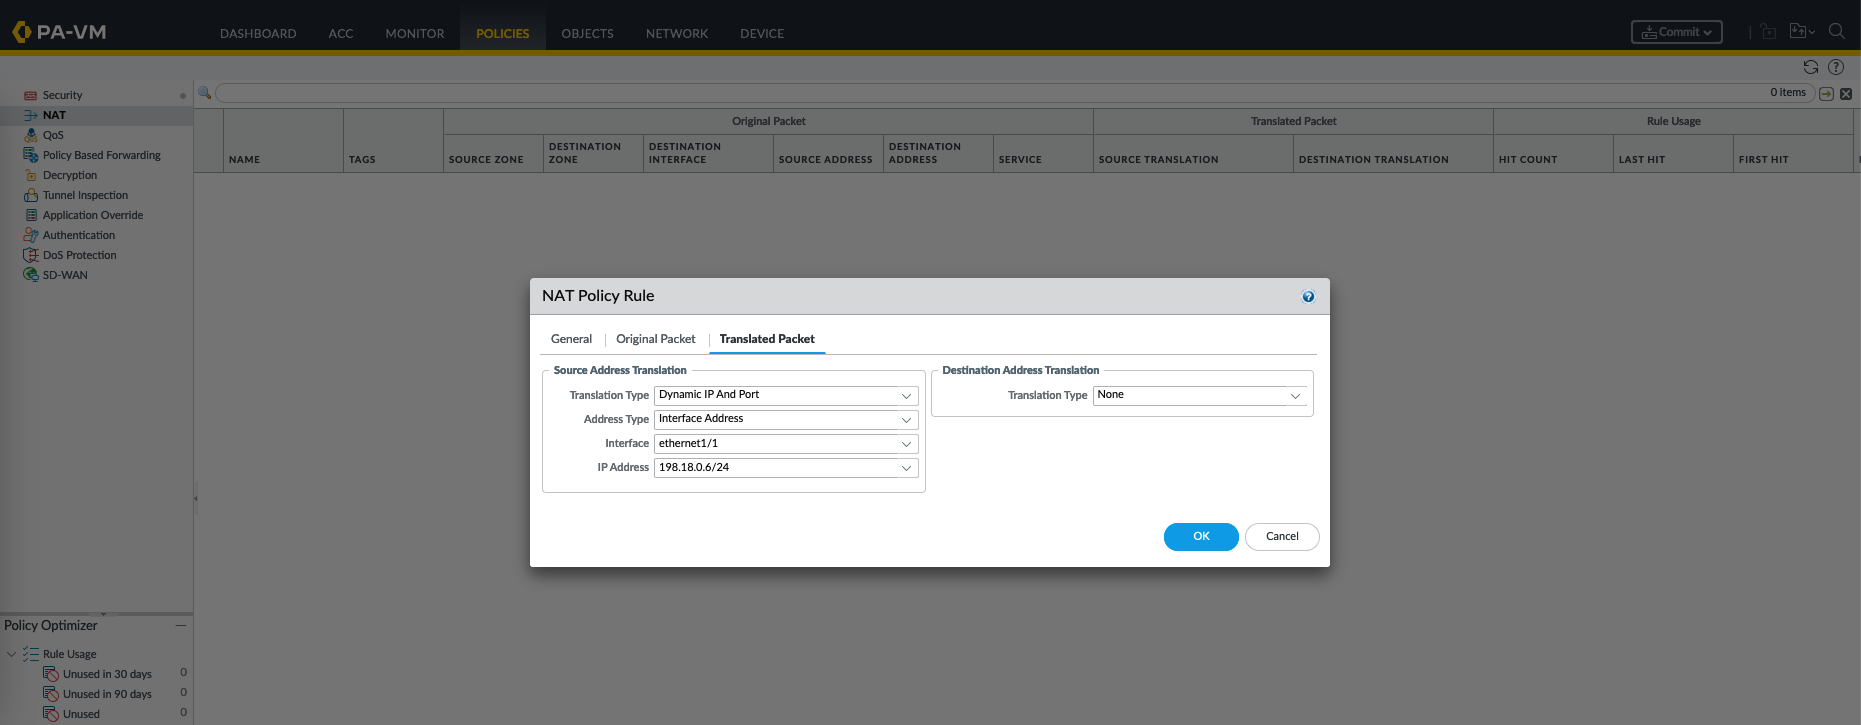 PA-VM
DASHBOARD ACC MONITOR POLICIES OBJECTS NETWORK DEVICE
Commit
Security
NAT
QoS
Policy Based Forwarding
Decryption
Tunnel Inspection
Application Override
Authentication
DoS Protection
SD-WAN
0 items
Original Packet Translated Packet Rule Usage
NAME TAGS SOURCE ZONE DESTINATION ZONE DESTINATION INTERFACE SOURCE ADDRESS DESTINATION ADDRESS SERVICE SOURCE TRANSLATION DESTINATION TRANSLATION HIT COUNT LAST HIT FIRST HIT
NAT Policy Rule
General Original Packet Translated Packet
Source Address Translation
Translation Type Dynamic IP And Port
Address Type Interface Address
Interface ethernet1/1
IP Address 198.18.0.6/24
Destination Address Translation
Translation Type None
OK Cancel
Policy Optimizer
Rule Usage
Unused in 30 days 0
Unused in 90 days 0
Unused 0